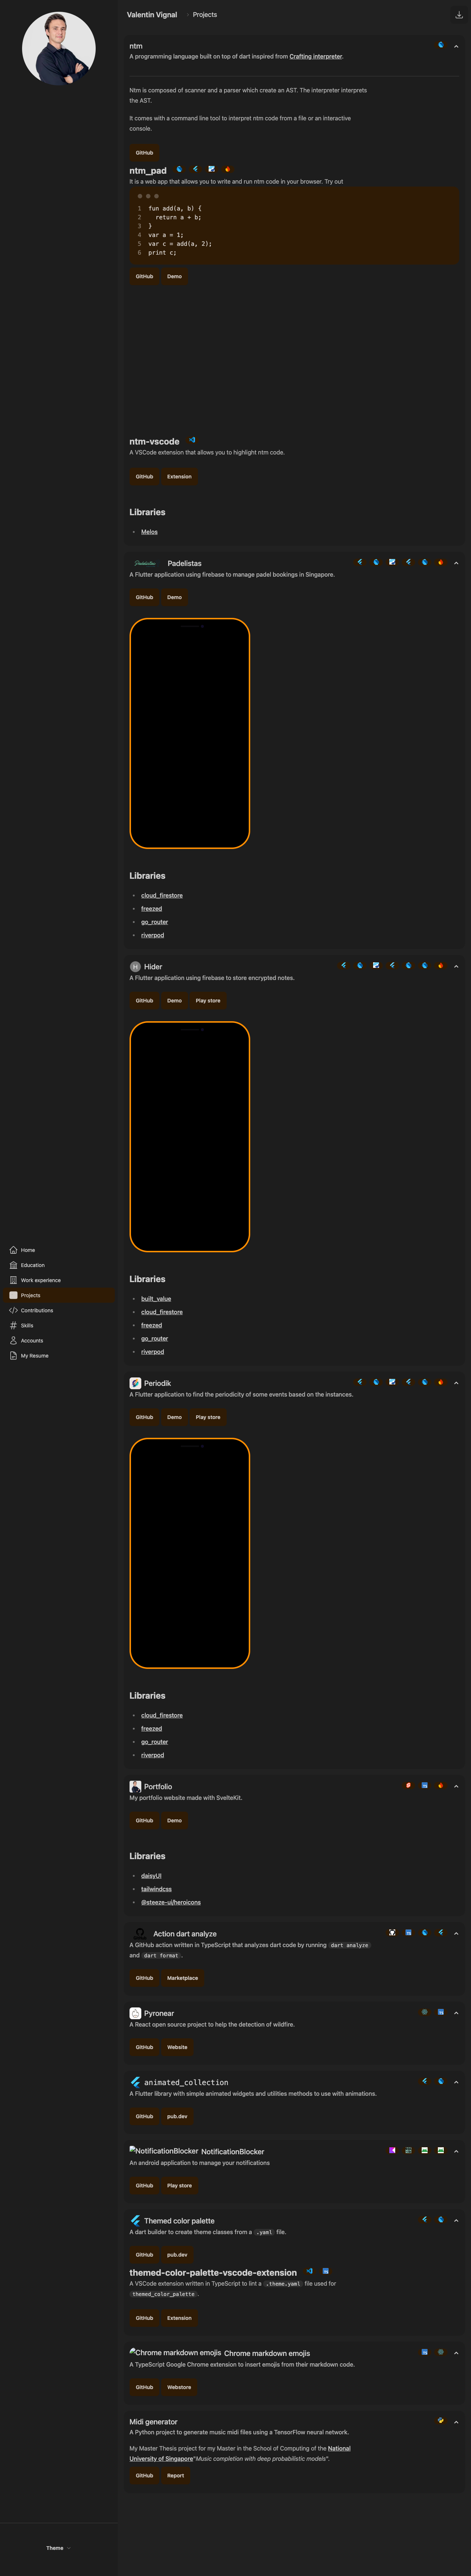 Valentin Vignal
Projects
ntm
A programming language built on top of dart inspired from Crafting interpreter.
Ntm is composed of scanner and a parser which create an AST. The interpreter interprets
the AST.
It comes with a command line tool to interpret ntm code from a file or an interactive
console.
GitHub
ntm_pad
It is a web app that allows you to write and run ntm code in your browser. Try out
1 fun add(a, b) {
2 return a + b;
3 }
4 var a = 1;
5 var c = add(a, 2);
6 print c;
GitHub Demo
ntm-vscode
A VSCode extension that allows you to highlight ntm code.
GitHub Extension
Libraries
Melos
Padelistas Padelistas
A Flutter application using firebase to manage padel bookings in Singapore.
GitHub Demo
Libraries
cloud_firestore
freezed
go_router
riverpod
H Hider
A Flutter application using firebase to store encrypted notes.
GitHub Demo Play store
Libraries
built_value
cloud_firestore
freezed
go_router
riverpod
Home
Education
Work experience
Projects
Contributions
Skills
Accounts
My Resume
Periodik
A Flutter application to find the periodicity of some events based on the instances.
GitHub Demo Play store
Libraries
cloud_firestore
freezed
go_router
riverpod
Portfolio
My portfolio website made with SvelteKit.
GitHub Demo
Libraries
daisyUI
tailwindcss
@steeze-ui/heroicons
Action dart analyze
A GitHub action written in TypeScript that analyzes dart code by running dart analyze
and dart format.
GitHub Marketplace
Pyronear
A React open source project to help the detection of wildfire.
GitHub Website
animated_collection
A Flutter library with simple animated widgets and utilities methods to use with animations.
GitHub pub.dev
NotificationBlocker NotificationBlocker
An android application to manage your notifications
GitHub Play store
Themed color palette
A dart builder to create theme classes from a .yaml file.
GitHub pub.dev
themed-color-palette-vscode-extension
A VSCode extension written in TypeScript to lint a .theme.yaml file used for
themed_color_palette.
GitHub Extension
Chrome markdown emojis Chrome markdown emojis
A TypeScript Google Chrome extension to insert emojis from their markdown code.
GitHub Webstore
Midi generator
A Python project to generate music midi files using a TensorFlow neural network.
My Master Thesis project for my Master in the School of Computing of the National
University of Singapore"Music completion with deep probabilistic models".
GitHub Report
Theme